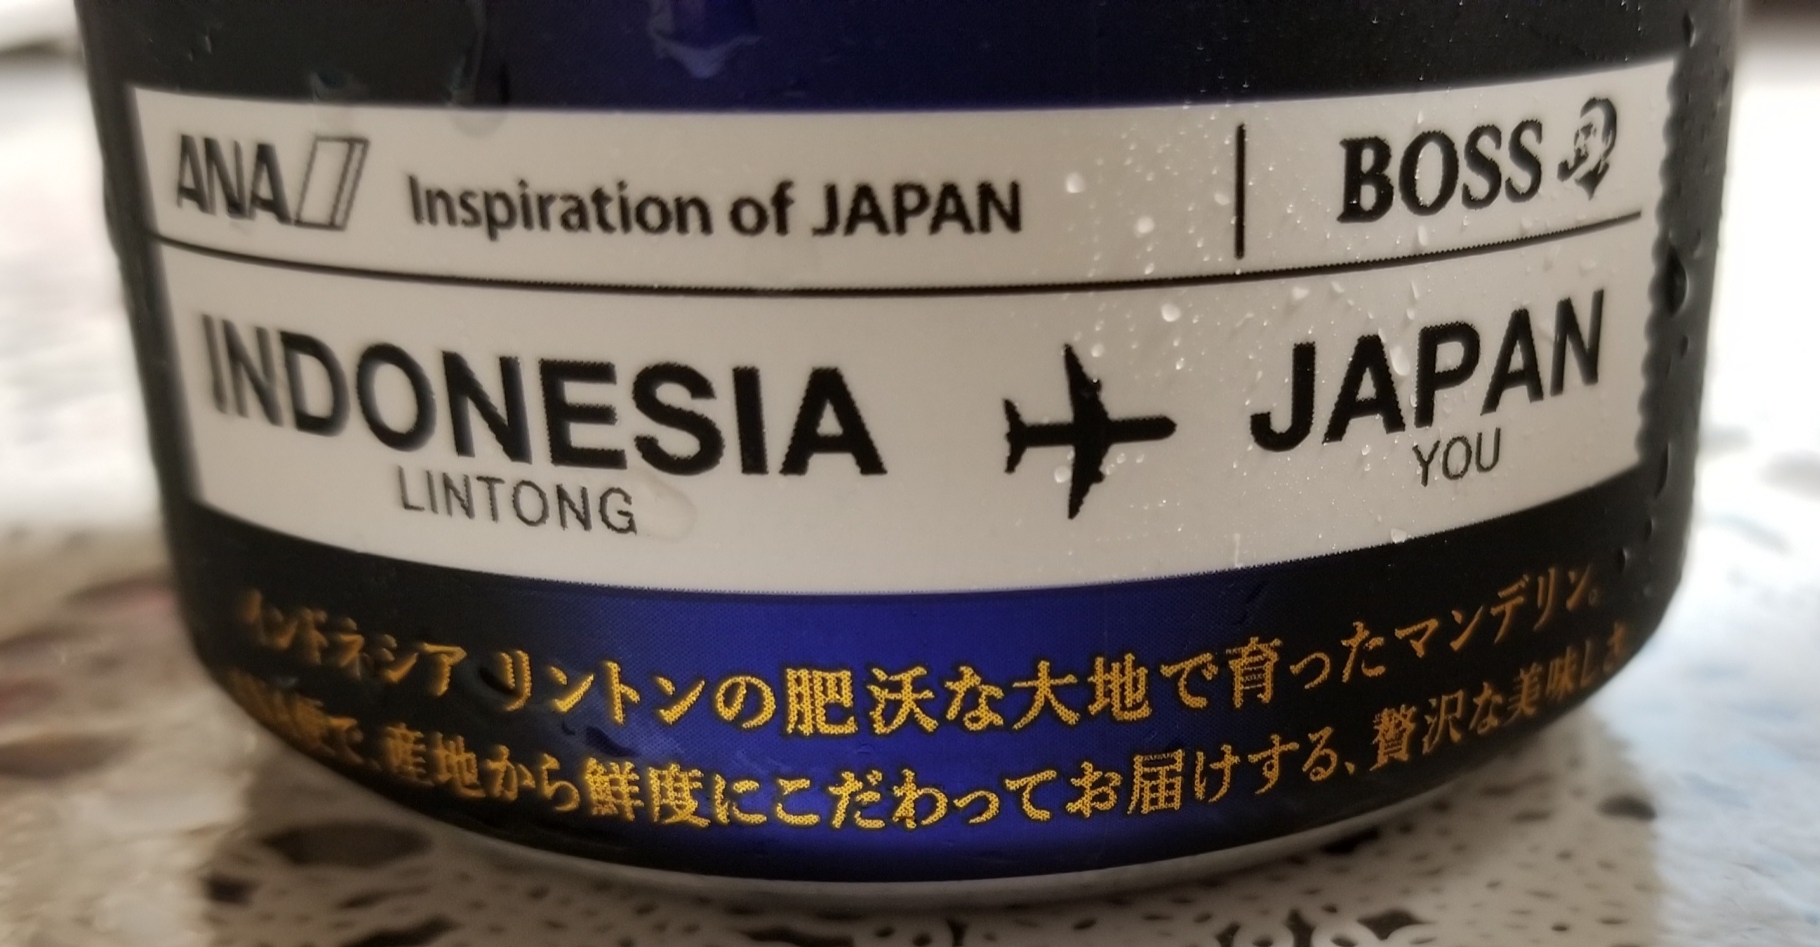 ANA Inspiration of JAPAN | BOSS
INDONESIA JAPAN
LINTONG YOU
インドネシア リントンの肥沃な大地で育ったマンデリン。
便で、産地から鮮度にこだわってお届けする、贅沢な美味しさ